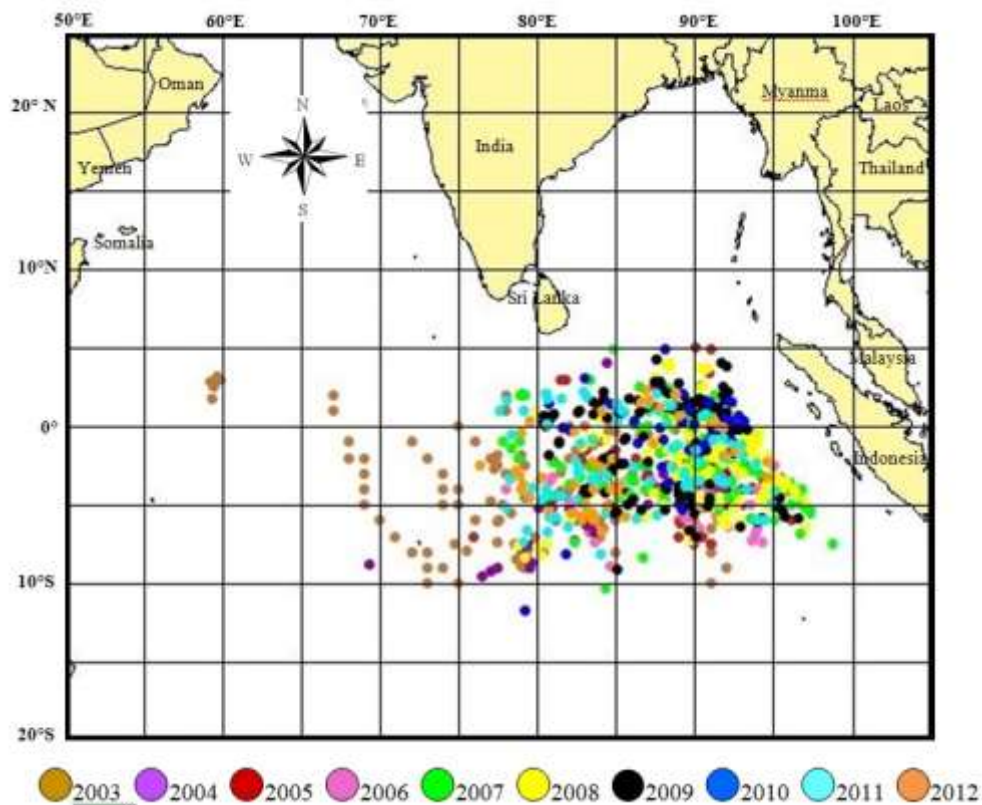 50°E 60°E 70°E 80°E 90°E 100°E
Oman
20° N
N
Myanma
Laos
W E
India
Yemen
Thailand
S
Somalia
10°N
Sri Lanka
Malaysia
0°
Indonesia
10°S
20°S
2003 2004 2005 2006 2007 2008 2009 2010 2011 2012